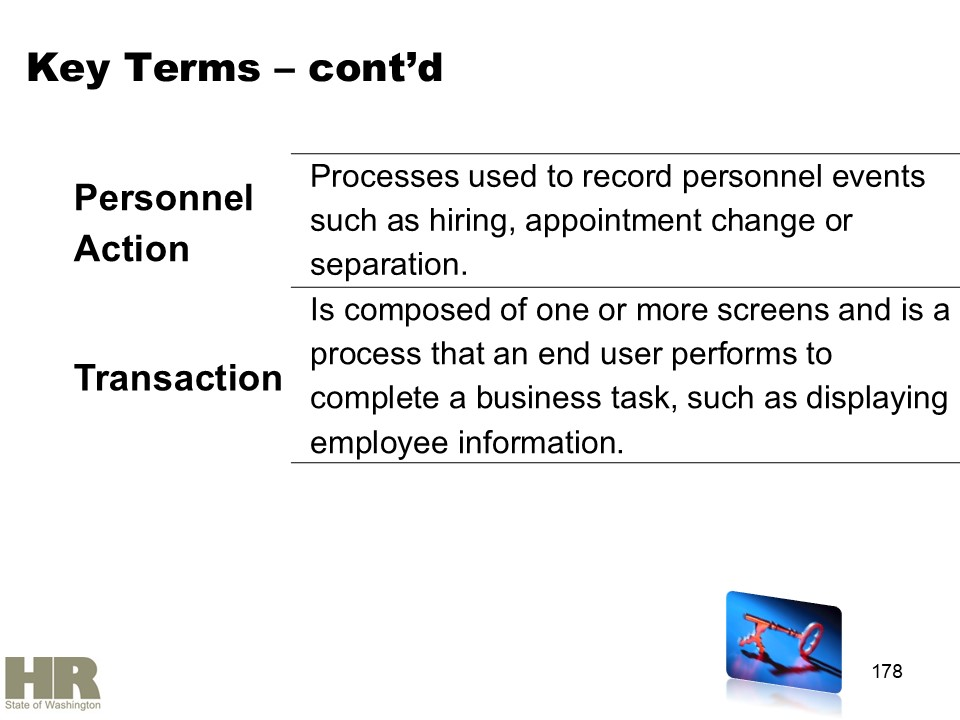 Key Terms – cont’d
Personnel
Action
Processes used to record personnel events
such as hiring, appointment change or
separation.
Transaction
Is composed of one or more screens and is a
process that an end user performs to
complete a business task, such as displaying
employee information.
HR
State of Washington
178